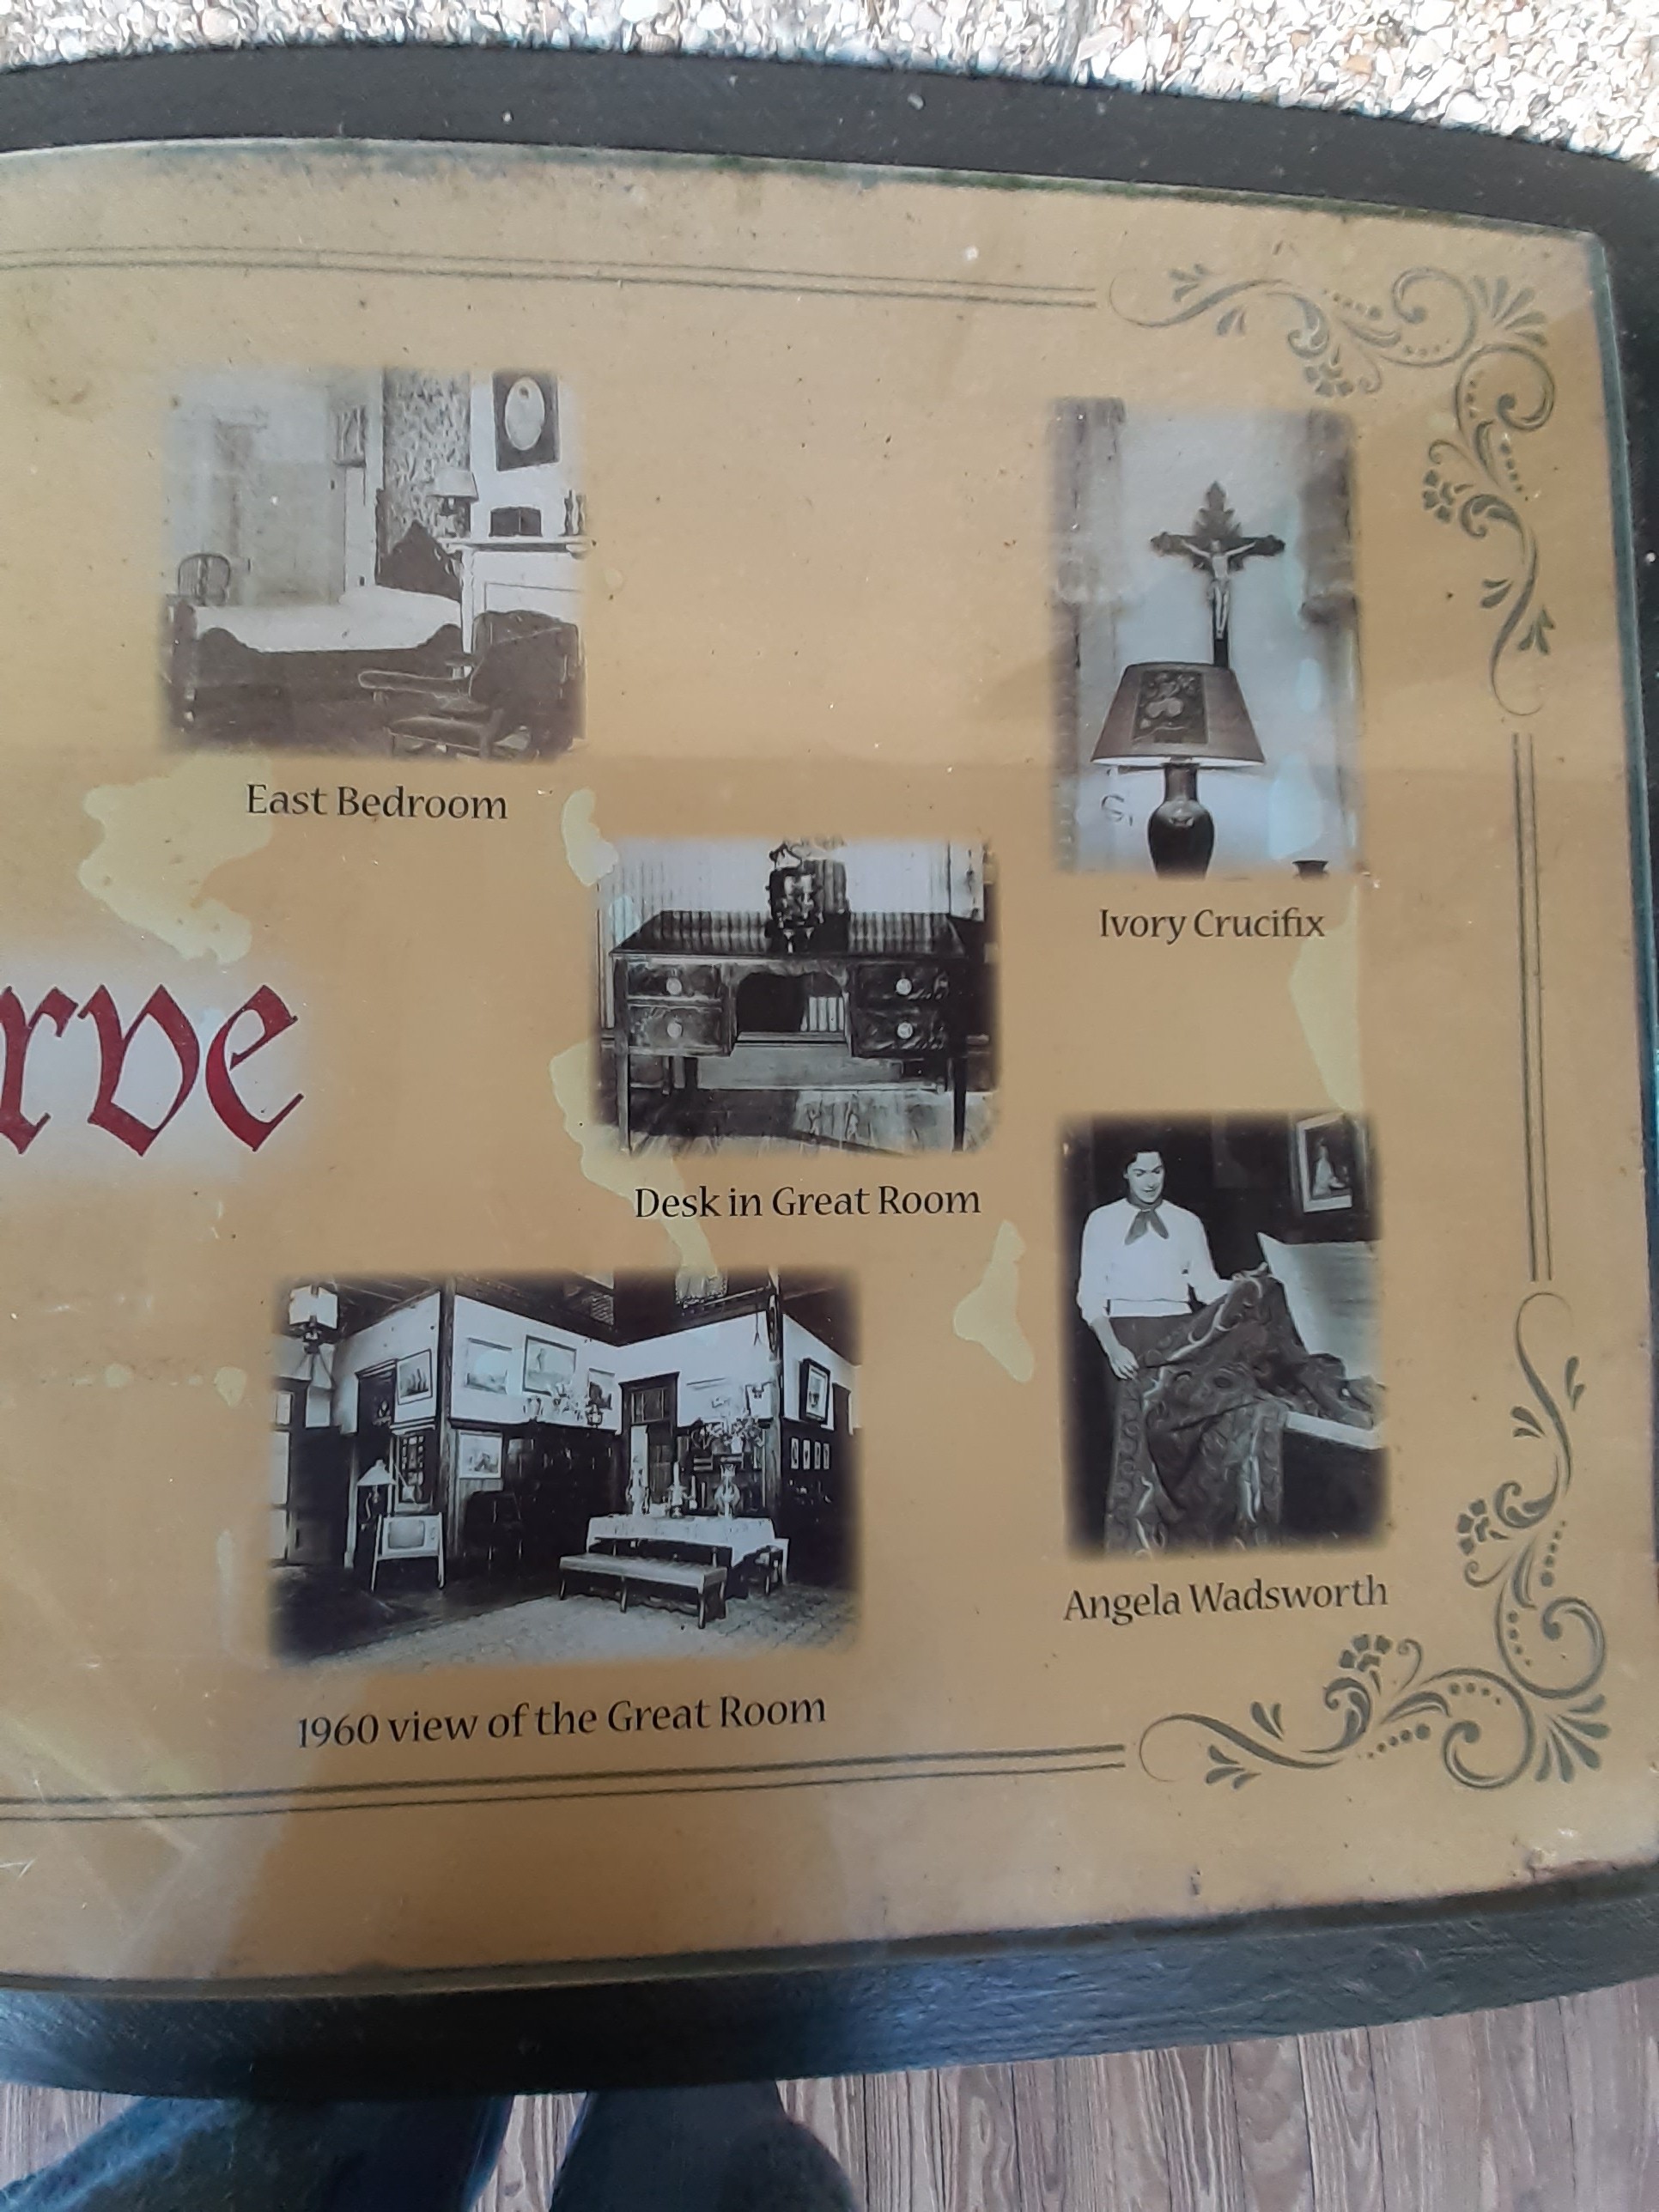 East Bedroom
Ivory Crucifix
rve
Desk in Great Room
Angela Wadsworth
1960 view of the Great Room